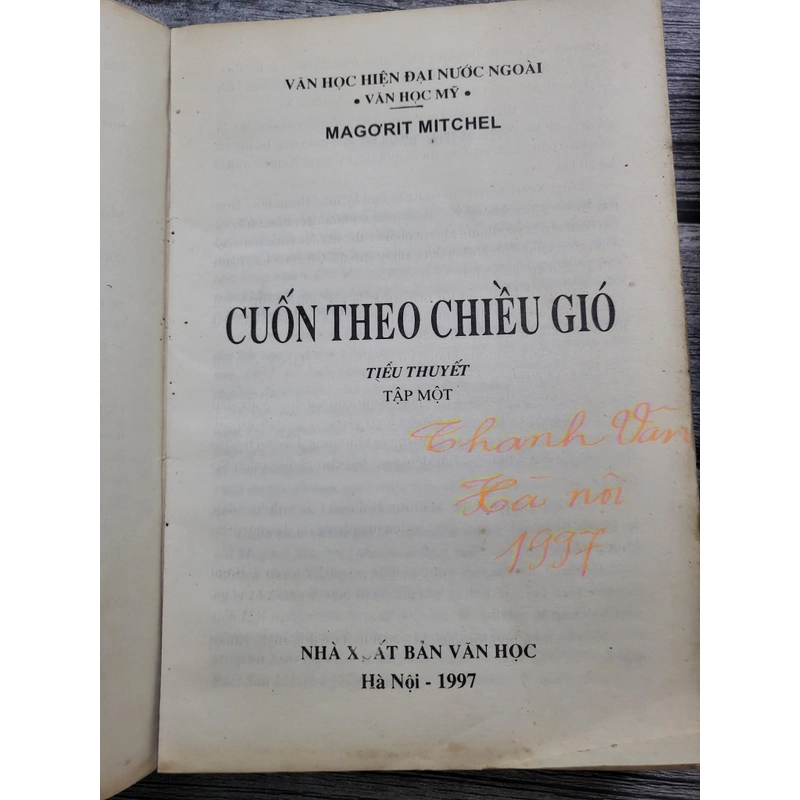 VĂN HỌC HIỆN ĐẠI NƯỚC NGOÀI
• VĂN HỌC MỸ •
MAGƠRIT MITCHEL
CUỐN THEO CHIỀU GIÓ
TIỂU THUYẾT
TẬP MỘT
Thanh Vân
Hà nội
1997
NHÀ XUẤT BẢN VĂN HỌC
Hà Nội - 1997